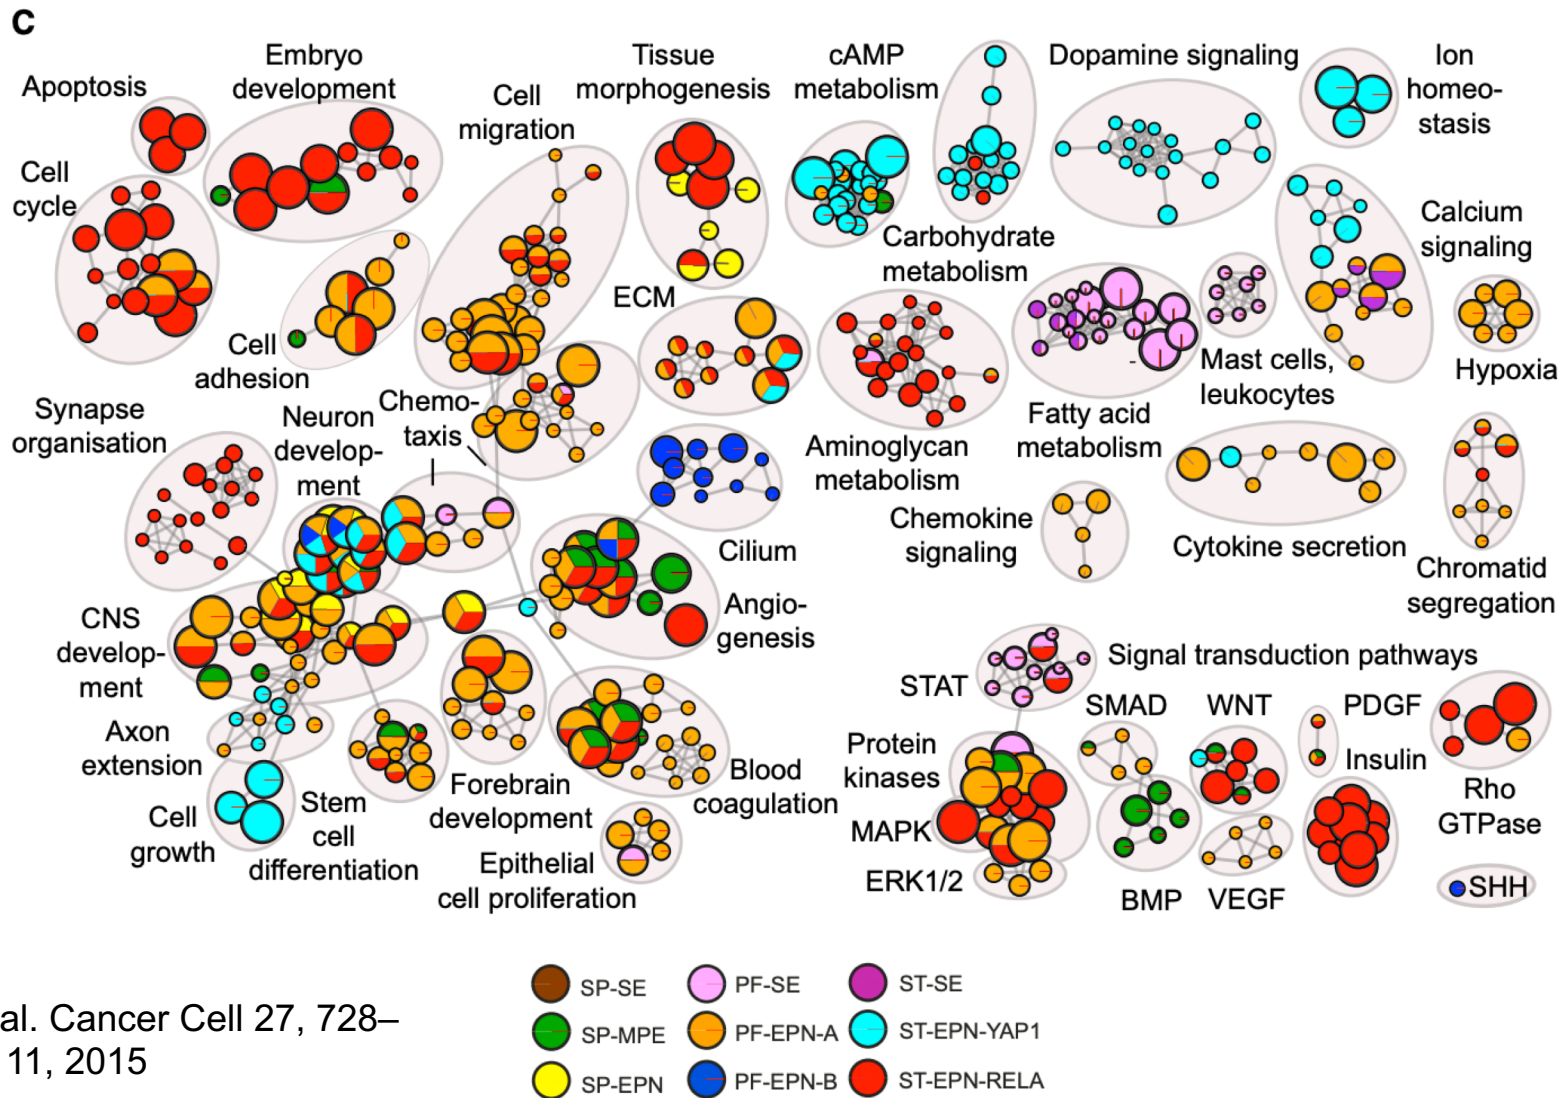 C
Apoptosis
Embryo
development
Cell
migration
Tissue
morphogenesis
cAMP
metabolism
Dopamine signaling
Ion
homeo-
stasis
Cell
cycle
Carbohydrate
metabolism
Calcium
signaling
Cell
adhesion
ECM
Mast cells,
leukocytes
Hypoxia
Synapse
organisation
Neuron
develop-
ment
Chemo-
taxis
Aminoglycan
metabolism
Fatty acid
metabolism
Cilium
Chemokine
signaling
Cytokine secretion
Chromatid
segregation
CNS
develop-
ment
Angio-
genesis
Axon
extension
Cell
growth
Stem
cell
differentiation
Forebrain
development
Epithelial
cell proliferation
Blood
coagulation
Signal transduction pathways
STAT
SMAD
WNT
PDGF
Insulin
Protein
kinases
MAPK
ERK1/2
BMP
VEGF
Rho
GTPase
SHH
SP-SE
PF-SE
ST-SE
SP-MPE
PF-EPN-A
ST-EPN-YAP1
SP-EPN
PF-EPN-B
ST-EPN-RELA
al. Cancer Cell 27, 728–
11, 2015